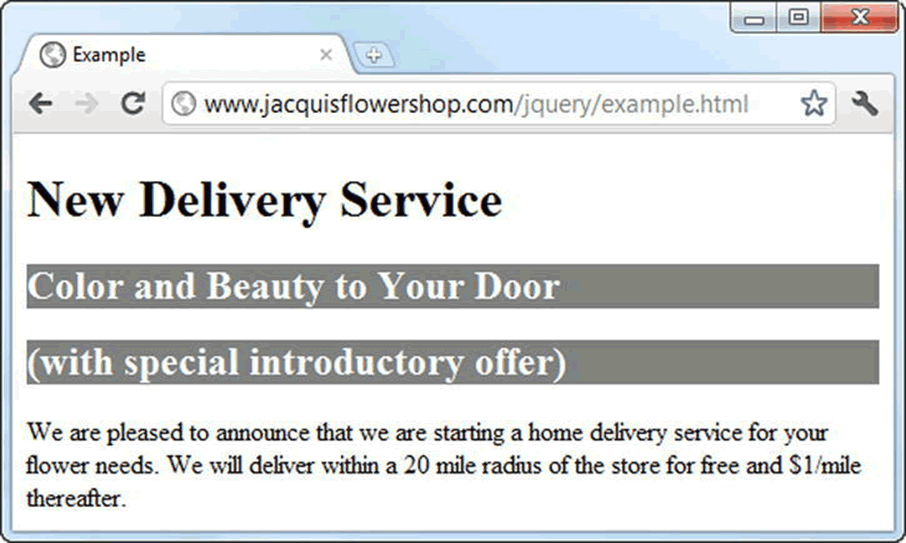 Example
www.jacquisflowershop.com/jquery/example.html
New Delivery Service
Color and Beauty to Your Door
(with special introductory offer)
We are pleased to announce that we are starting a home delivery service for your
flower needs. We will deliver within a 20 mile radius of the store for free and $1/mile
thereafter.